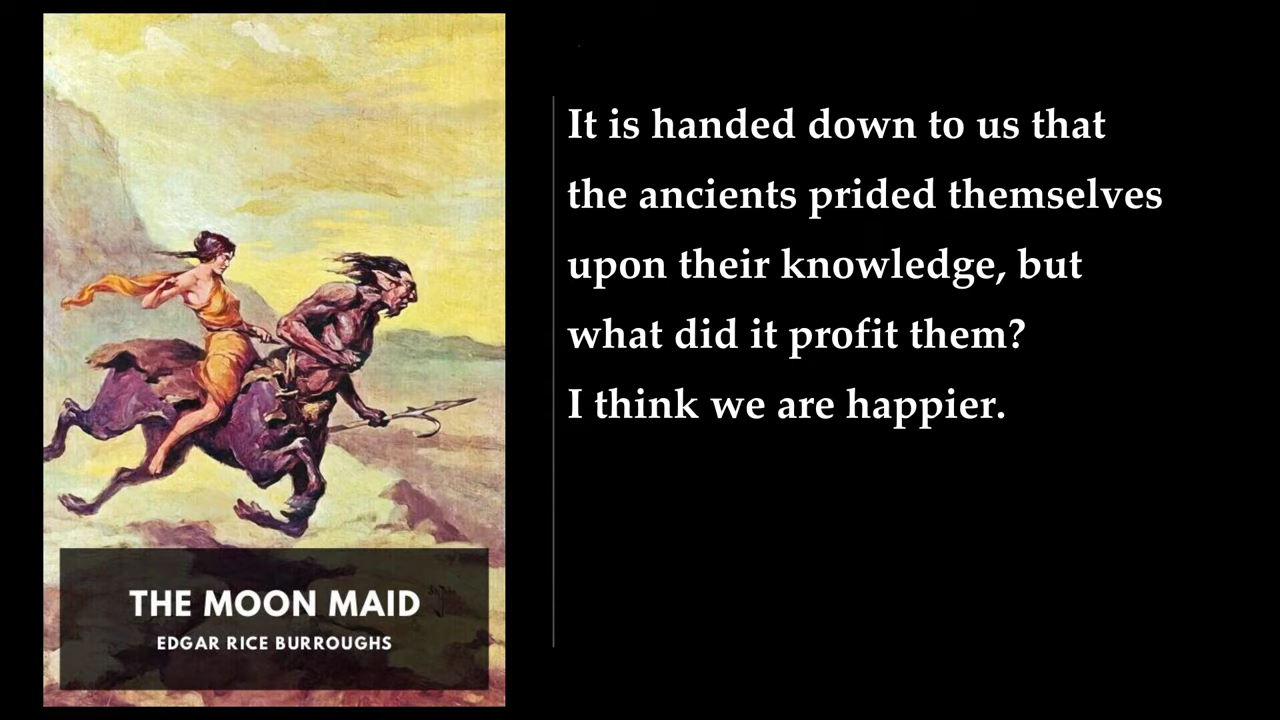 THE MOON MAID
EDGAR RICE BURROUGHS
It is handed down to us that
the ancients prided themselves
upon their knowledge, but
what did it profit them?
I think we are happier.